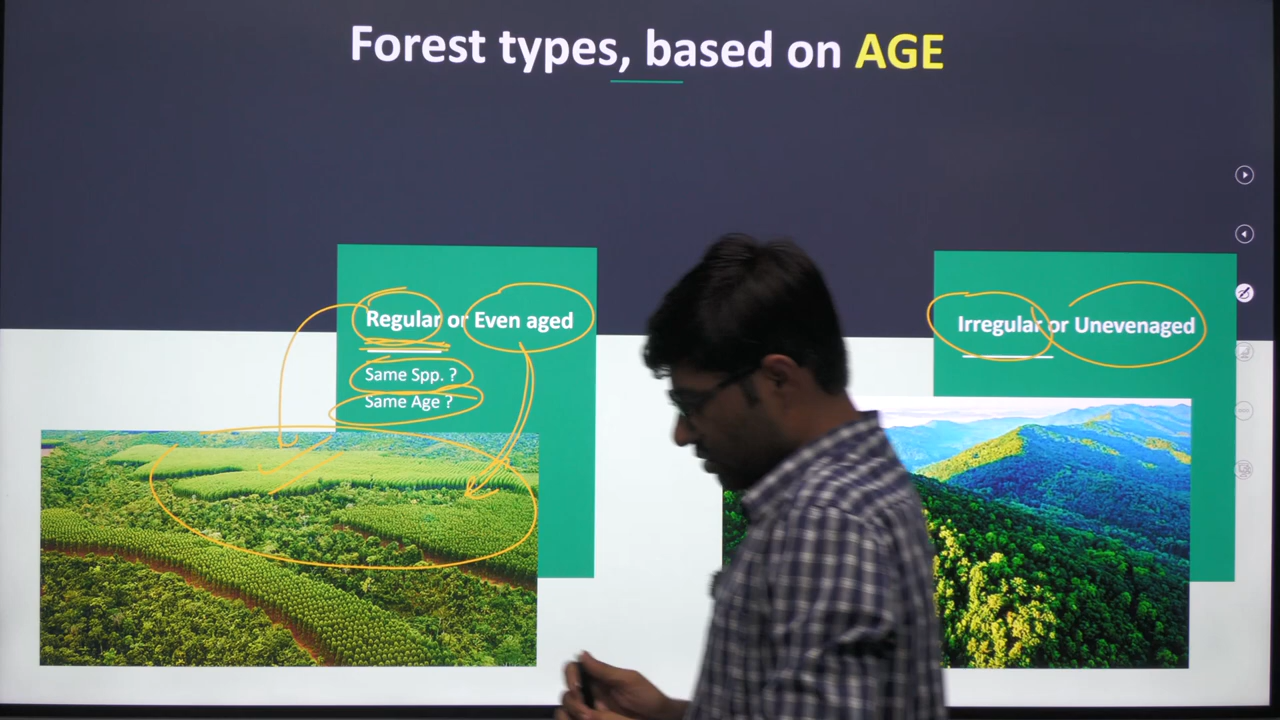 Forest types, based on AGE
Regular or Even aged
Same Spp. ?
Same Age ?
Irregular or Unevenaged